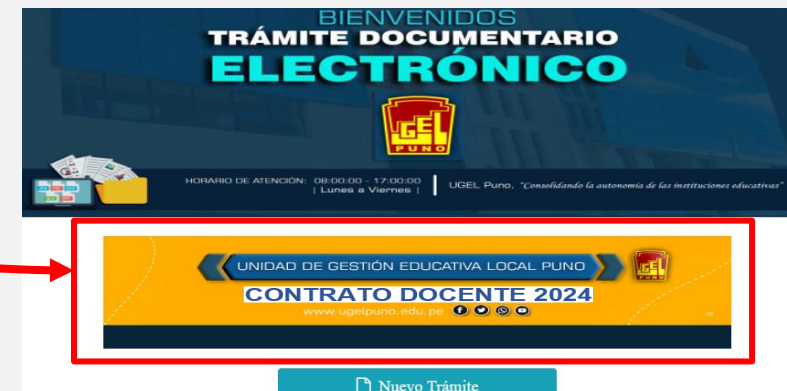 BIENVENIDOS
TRÁMITE DOCUMENTARIO
ELECTRÓNICO
UGEL
PUNO
HORARIO DE ATENCIÓN: 08:00:00 - 17:00:00
| Lunes a Viernes |
UGEL Puno, "Consolidando la autonomía de las instituciones educativas"
UNIDAD DE GESTIÓN EDUCATIVA LOCAL PUNO
UGEL
PUNO
CONTRATO DOCENTE 2024
www.ugelpuno.edu.pe
Nuevo Trámite